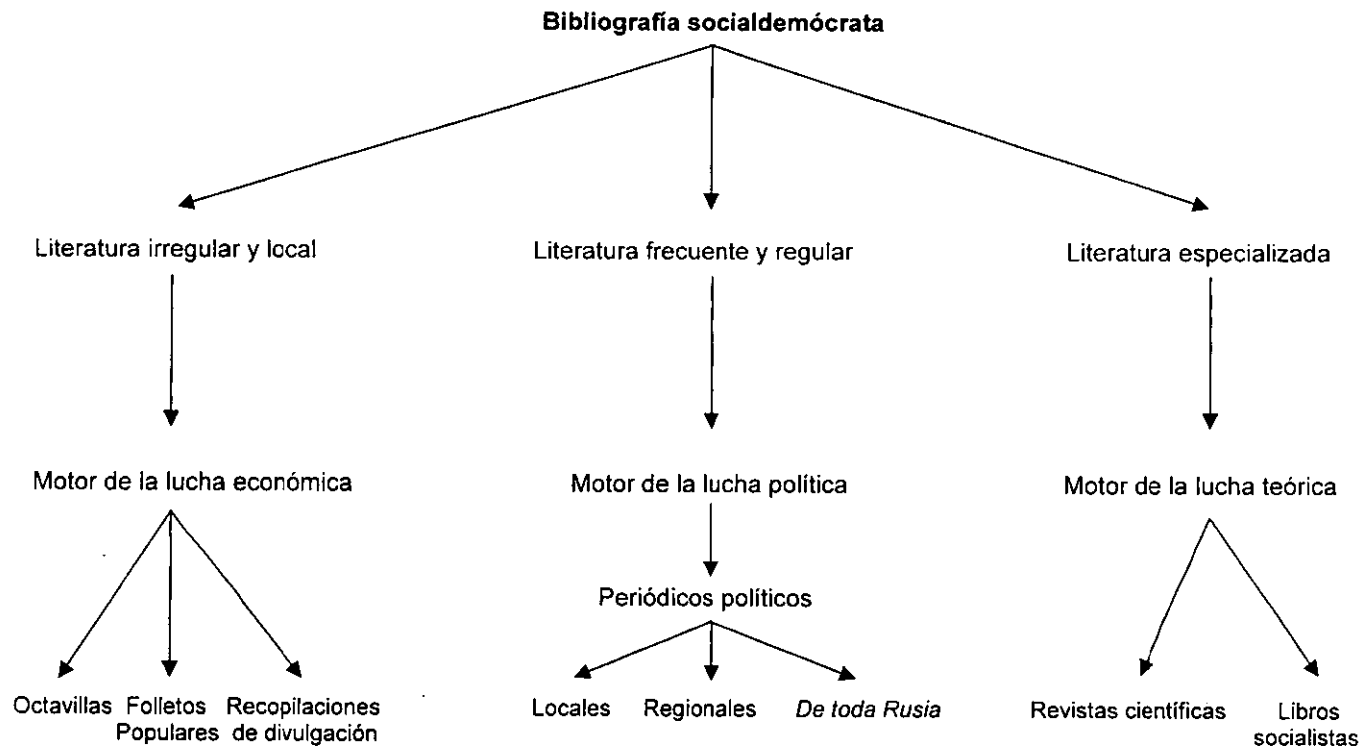 Bibliografía socialdemócrata
Literatura irregular y local
Literatura frecuente y regular
Literatura especializada
Motor de la lucha económica
Motor de la lucha política
Motor de la lucha teórica
Periódicos políticos
Octavillas
Folletos
Populares
Recopilaciones
de divulgación
Locales
Regionales
De toda Rusia
Revistas científicas
Libros
socialistas